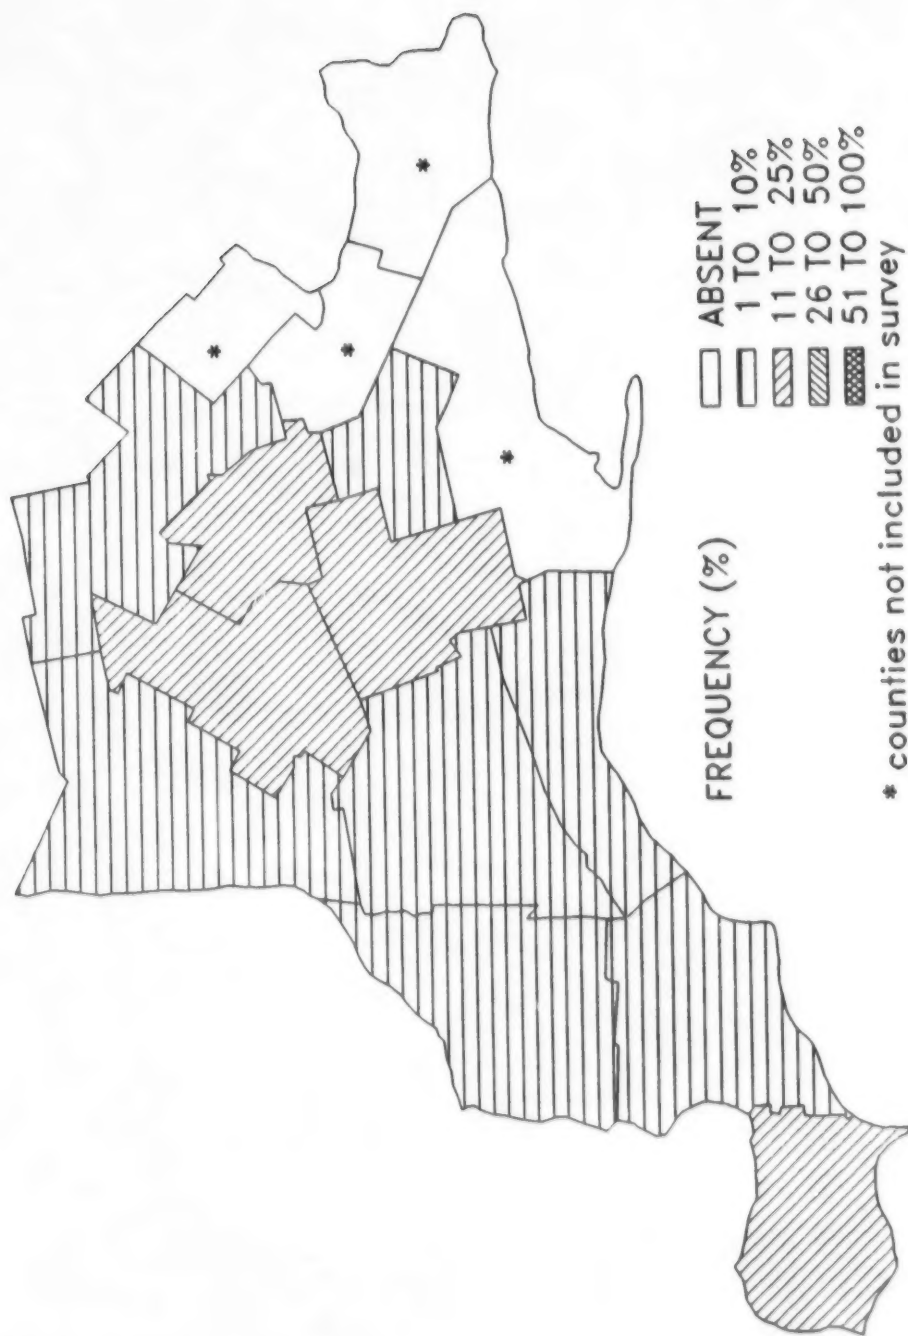 FREQUENCY (%)
ABSENT
1 TO 10%
11 TO 25%
26 TO 50%
51 TO 100%
* counties not included in survey
*
*
*
*